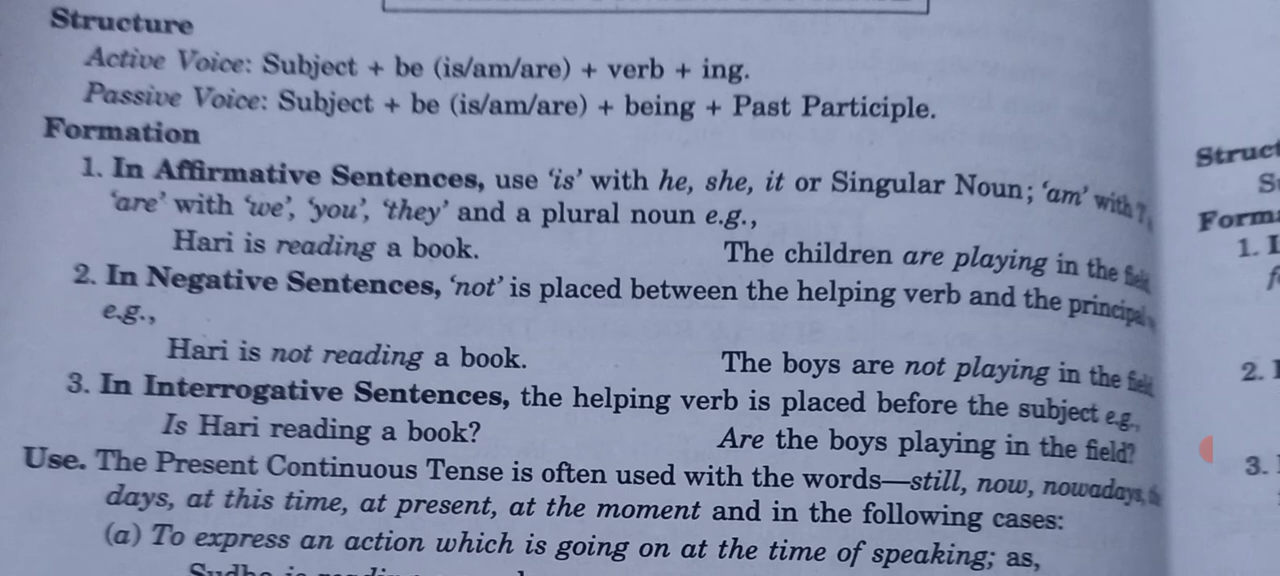 Structure
Active Voice: Subject + be (is/am/are) + verb + ing.
Passive Voice: Subject + be (is/am/are) + being + Past Participle.
Formation
1. In Affirmative Sentences, use ‘is’ with he, she, it or Singular Noun; ‘am’ with
‘are’ with ‘we’, ‘you’, ‘they’ and a plural noun e.g.,
Hari is reading a book. The children are playing in the field
2. In Negative Sentences, ‘not’ is placed between the helping verb and the principal
e.g.,
Hari is not reading a book. The boys are not playing in the field
3. In Interrogative Sentences, the helping verb is placed before the subject e.g.,
Is Hari reading a book? Are the boys playing in the field?
Use. The Present Continuous Tense is often used with the words—still, now, nowadays,
days, at this time, at present, at the moment and in the following cases:
(a) To express an action which is going on at the time of speaking; as,
Struct
Form
1.
2.
3.